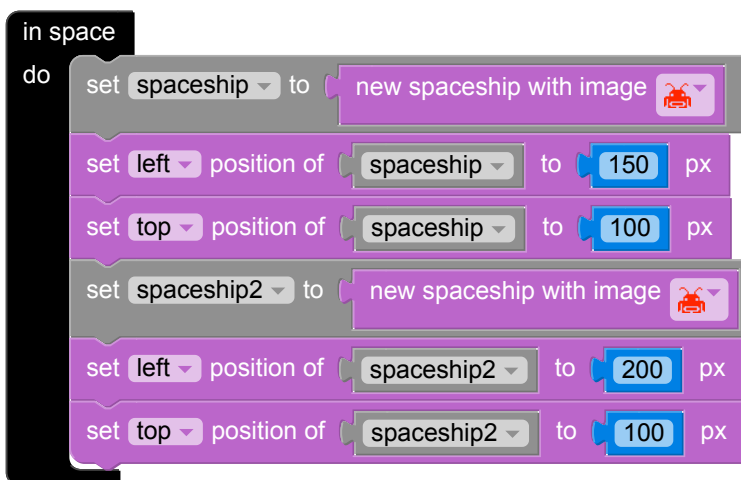 in space
do set spaceship to new spaceship with image
set left position of spaceship to 150 px
set top position of spaceship to 100 px
set spaceship2 to new spaceship with image
set left position of spaceship2 to 200 px
set top position of spaceship2 to 100 px